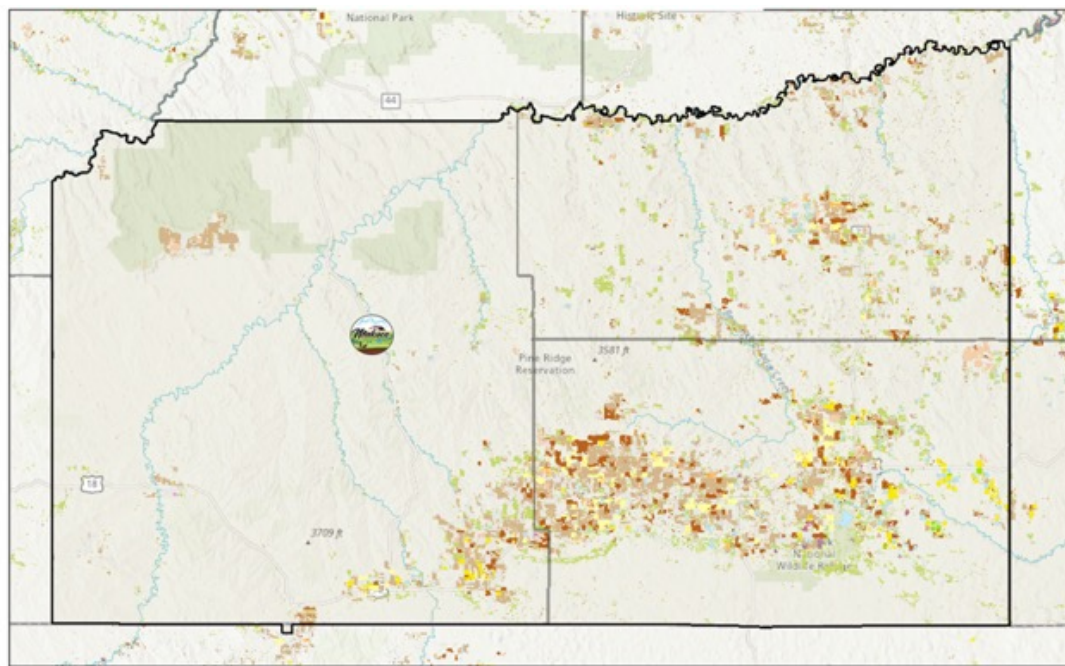 National Park
Historic Site
44
3581 ft
Pine Ridge
Reservation
18
3709 ft
National
Wildlife Refuge